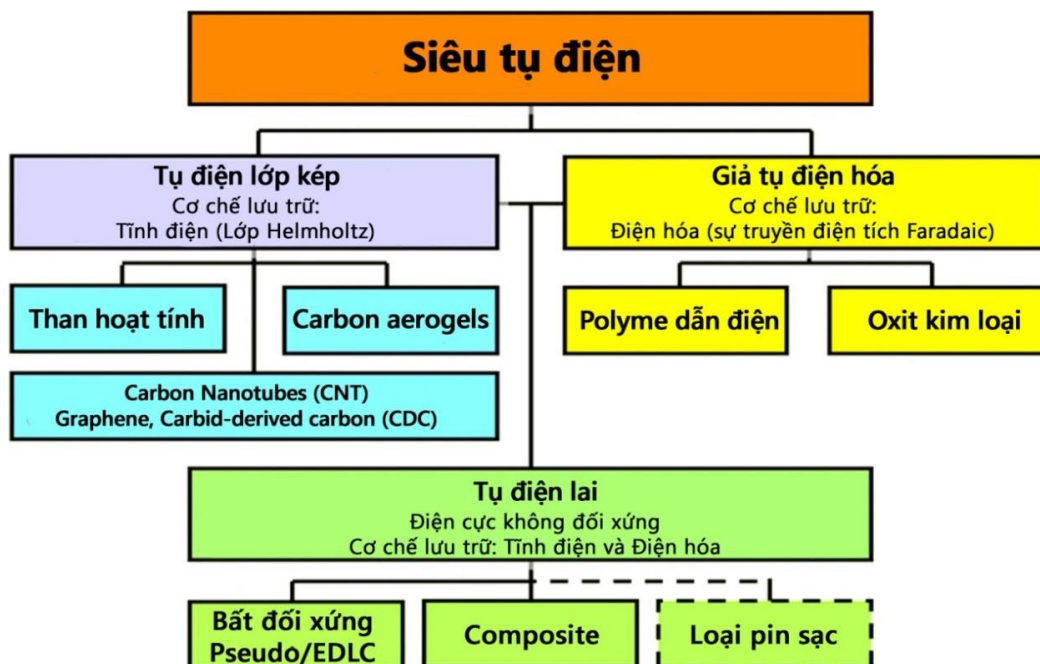 Siêu tụ điện
Tụ điện lớp kép
Cơ chế lưu trữ:
Tĩnh điện (Lớp Helmholtz)
Giả tụ điện hóa
Cơ chế lưu trữ:
Điện hóa (sự truyền điện tích Faradaic)
Than hoạt tính
Carbon aerogels
Polyme dẫn điện
Oxit kim loại
Carbon Nanotubes (CNT)
Graphene, Carbid-derived carbon (CDC)
Tụ điện lai
Điện cực không đối xứng
Cơ chế lưu trữ: Tĩnh điện và Điện hóa
Bất đối xứng
Pseudo/EDLC
Composite
Loại pin sạc